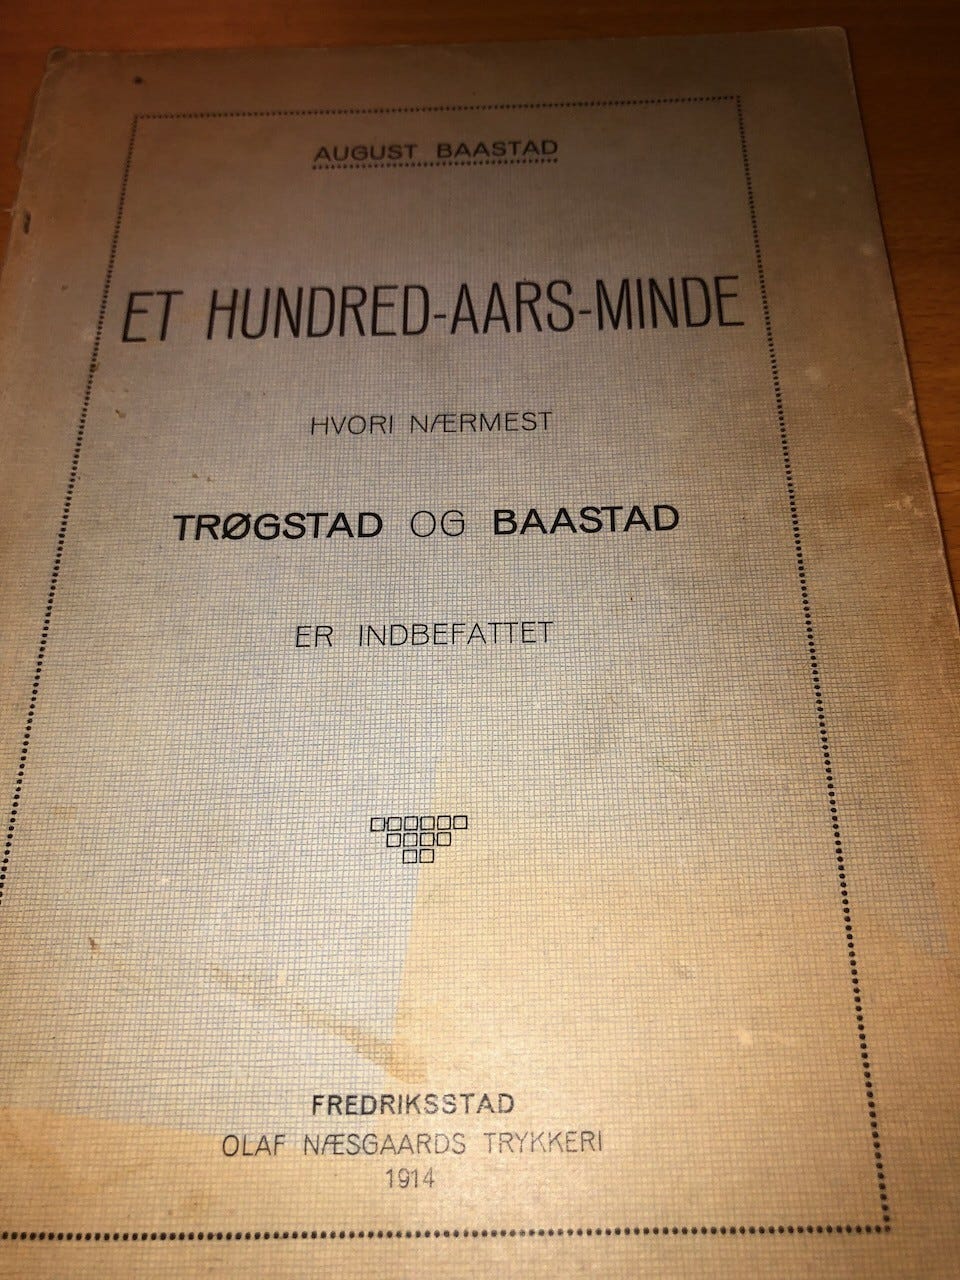 AUGUST BAASTAD
ET HUNDRED-AARS-MINDE
HVORI NÆRMEST
TRØGSTAD OG BAASTAD
ER INDBEFATTET
FREDRIKSSTAD
OLAF NÆSGAARDS TRYKKERI
1914